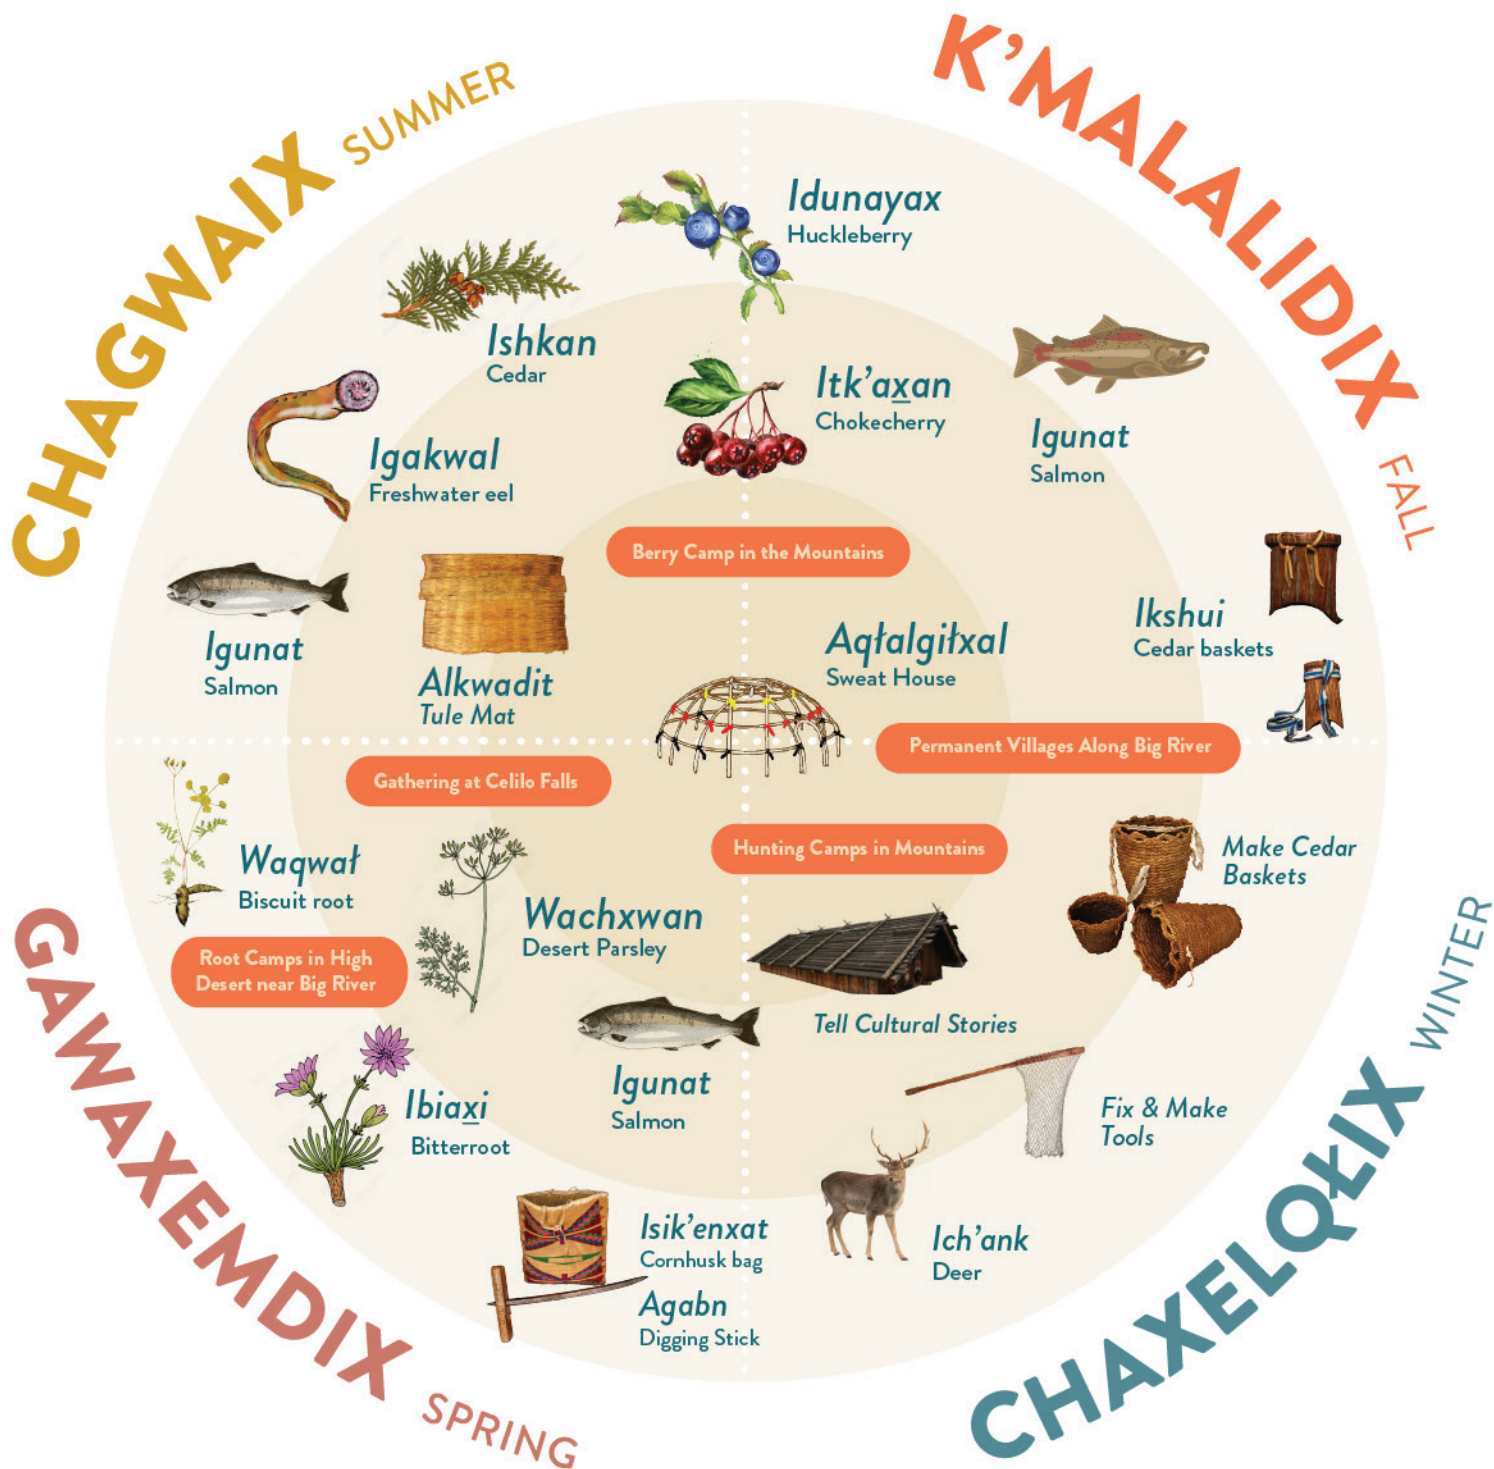 CHAGWAIX SUMMER
K’MALALIDIX FALL
Idunayax
Huckleberry
Ishkan
Cedar
Itk’ax̲an
Chokecherry
Igunat
Salmon
Igakwal
Freshwater eel
Berry Camp in the Mountains
Igunat
Salmon
Alkwadit
Tule Mat
Aqłalgiłxal
Sweat House
Ikshui
Cedar baskets
Permanent Villages Along Big River
Gathering at Celilo Falls
Hunting Camps in Mountains
Waqwał
Biscuit root
Wachxwan
Desert Parsley
Make Cedar
Baskets
Root Camps in High
Desert near Big River
Tell Cultural Stories
Igunat
Salmon
Ibiax̲i
Bitterroot
Fix & Make
Tools
Isik’enxat
Cornhusk bag
Agabn
Digging Stick
Ich’ank
Deer
GAWAXEMDIX SPRING
CHAXELQŁIX WINTER